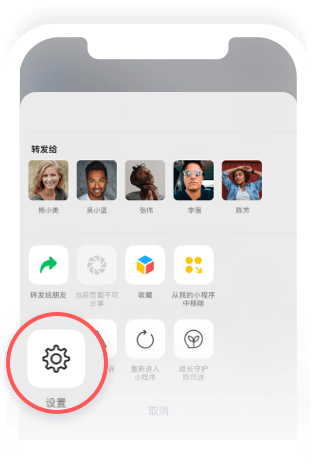 转发给
熊小美
吴小蓝
张伟
李强
陈芳
转发给朋友
当前页面不可
分享
收藏
从我的小程序
中移除
设置
重新进入
小程序
成长守护
防沉迷
取消